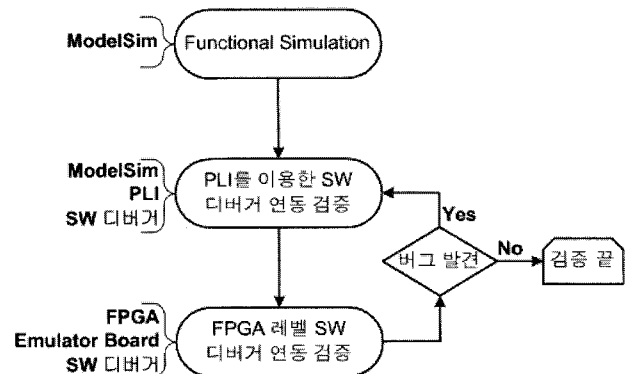 ModelSim
Functional Simulation
ModelSim
PLI
SW 디버거
PLI를 이용한 SW
디버거 연동 검증
Yes
버그 발견
No
검증 끝
FPGA
Emulator Board
SW 디버거
FPGA 레벨 SW
디버거 연동 검증